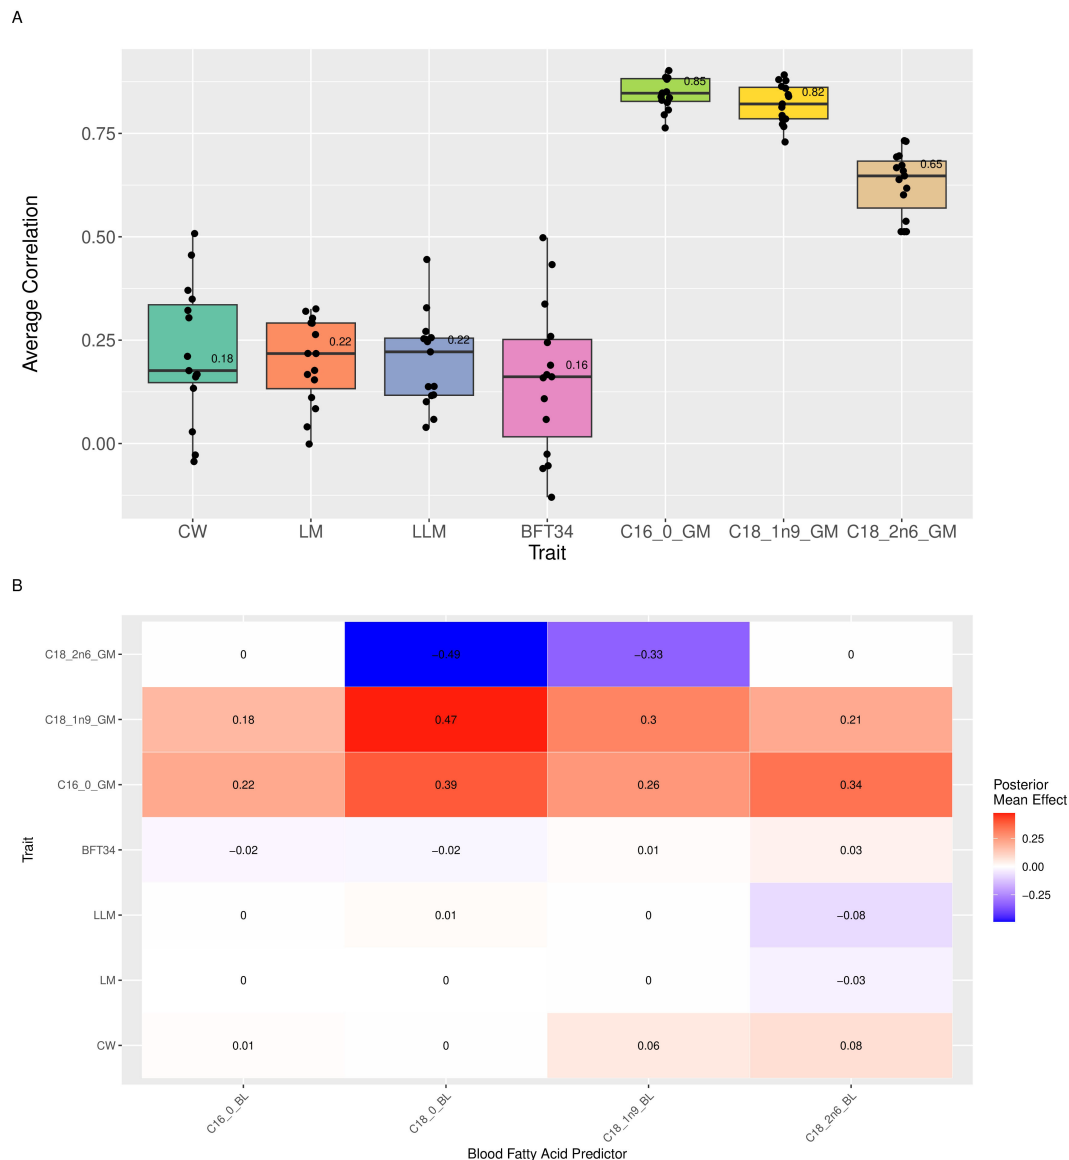 A
Average Correlation
0.75
0.50
0.25
0.00
0.18
0.22
0.22
0.16
0.85
0.82
0.65
CW LM LLM BFT34 C16_0_GM C18_1n9_GM C18_2n6_GM
Trait
B
Trait
C18_2n6_GM 0 −0.49 −0.33 0
C18_1n9_GM 0.18 0.47 0.3 0.21
C16_0_GM 0.22 0.39 0.26 0.34
BFT34 −0.02 −0.02 0.01 0.03
LLM 0 0.01 0 −0.08
LM 0 0 0 −0.03
CW 0.01 0 0.06 0.08
C16_0_BL C18_0_BL C18_1n9_BL C18_2n6_BL
Blood Fatty Acid Predictor
Posterior
Mean Effect
0.25
0.00
−0.25